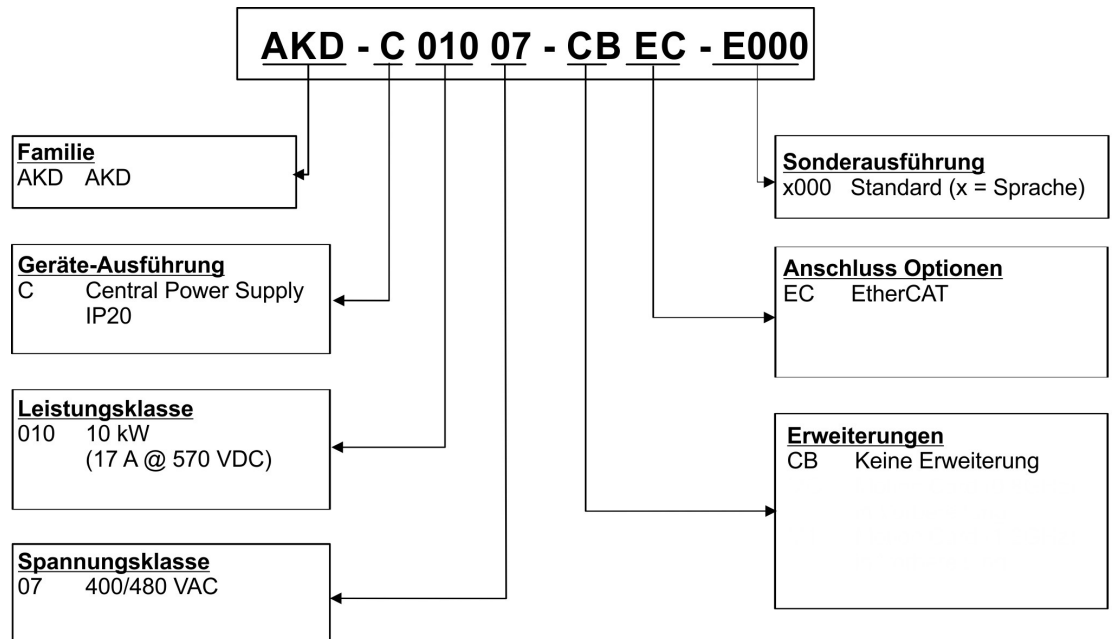 AKD - C 010 07 - CB EC - E000
Familie
AKD AKD
Geräte-Ausführung
C Central Power Supply
IP20
Leistungsklasse
010 10 kW
(17 A @ 570 VDC)
Spannungsklasse
07 400/480 VAC
Sonderausführung
x000 Standard (x = Sprache)
Anschluss Optionen
EC EtherCAT
Erweiterungen
CB Keine Erweiterung